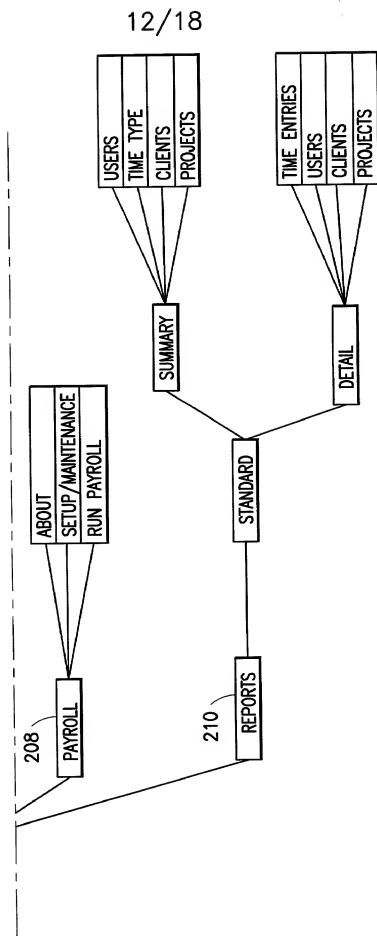 12/18
208
PAYROLL
ABOUT
SETUP/MAINTENANCE
RUN PAYROLL
210
REPORTS
STANDARD
SUMMARY
USERS
TIME TYPE
CLIENTS
PROJECTS
DETAIL
TIME ENTRIES
USERS
CLIENTS
PROJECTS